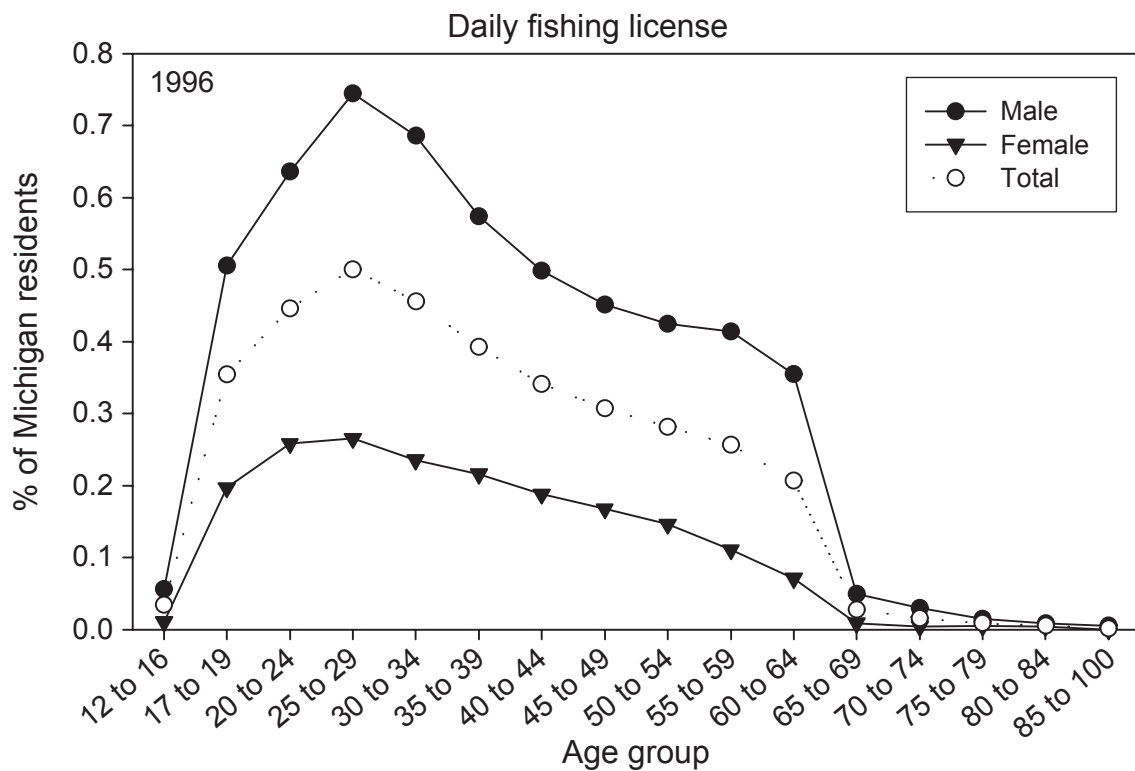 Daily fishing license
1996
Male
Female
Total
% of Michigan residents
0.8
0.7
0.6
0.5
0.4
0.3
0.2
0.1
0.0
12 to 16
17 to 19
20 to 24
25 to 29
30 to 34
35 to 39
40 to 44
45 to 49
50 to 54
55 to 59
60 to 64
65 to 69
70 to 74
75 to 79
80 to 84
85 to 100
Age group